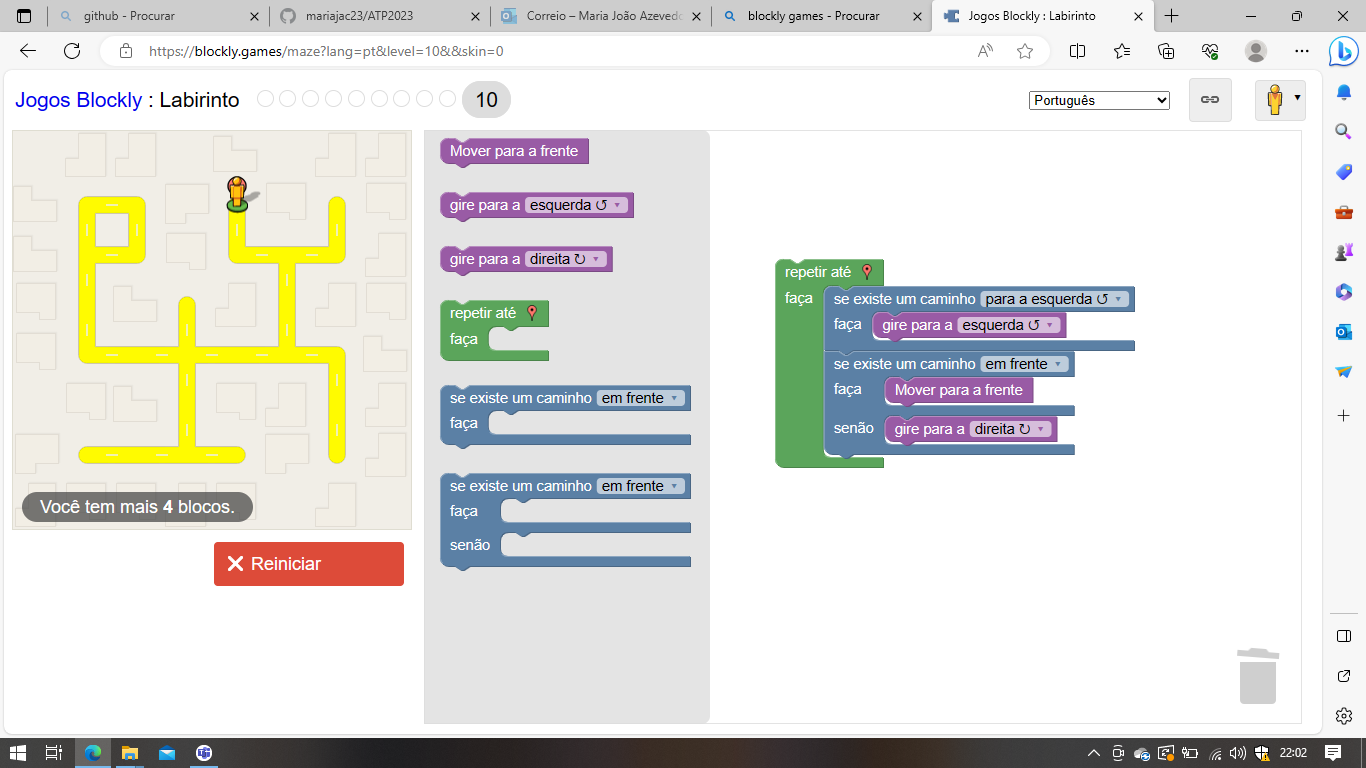 github - Procurar
mariajac23/ATP2023
Correio – Maria João Azevedo
blockly games - Procurar
Jogos Blockly : Labirinto
https://blockly.games/maze?lang=pt&level=10&&skin=0
Jogos Blockly : Labirinto
10
Português
Mover para a frente
gire para a esquerda ↺
gire para a direita ↻
repetir até
faça
se existe um caminho em frente
faça
se existe um caminho em frente
faça
senão
repetir até
faça
se existe um caminho para a esquerda ↺
faça gire para a esquerda ↺
se existe um caminho em frente
faça Mover para a frente
senão gire para a direita ↻
Você tem mais 4 blocos.
Reiniciar
22:02